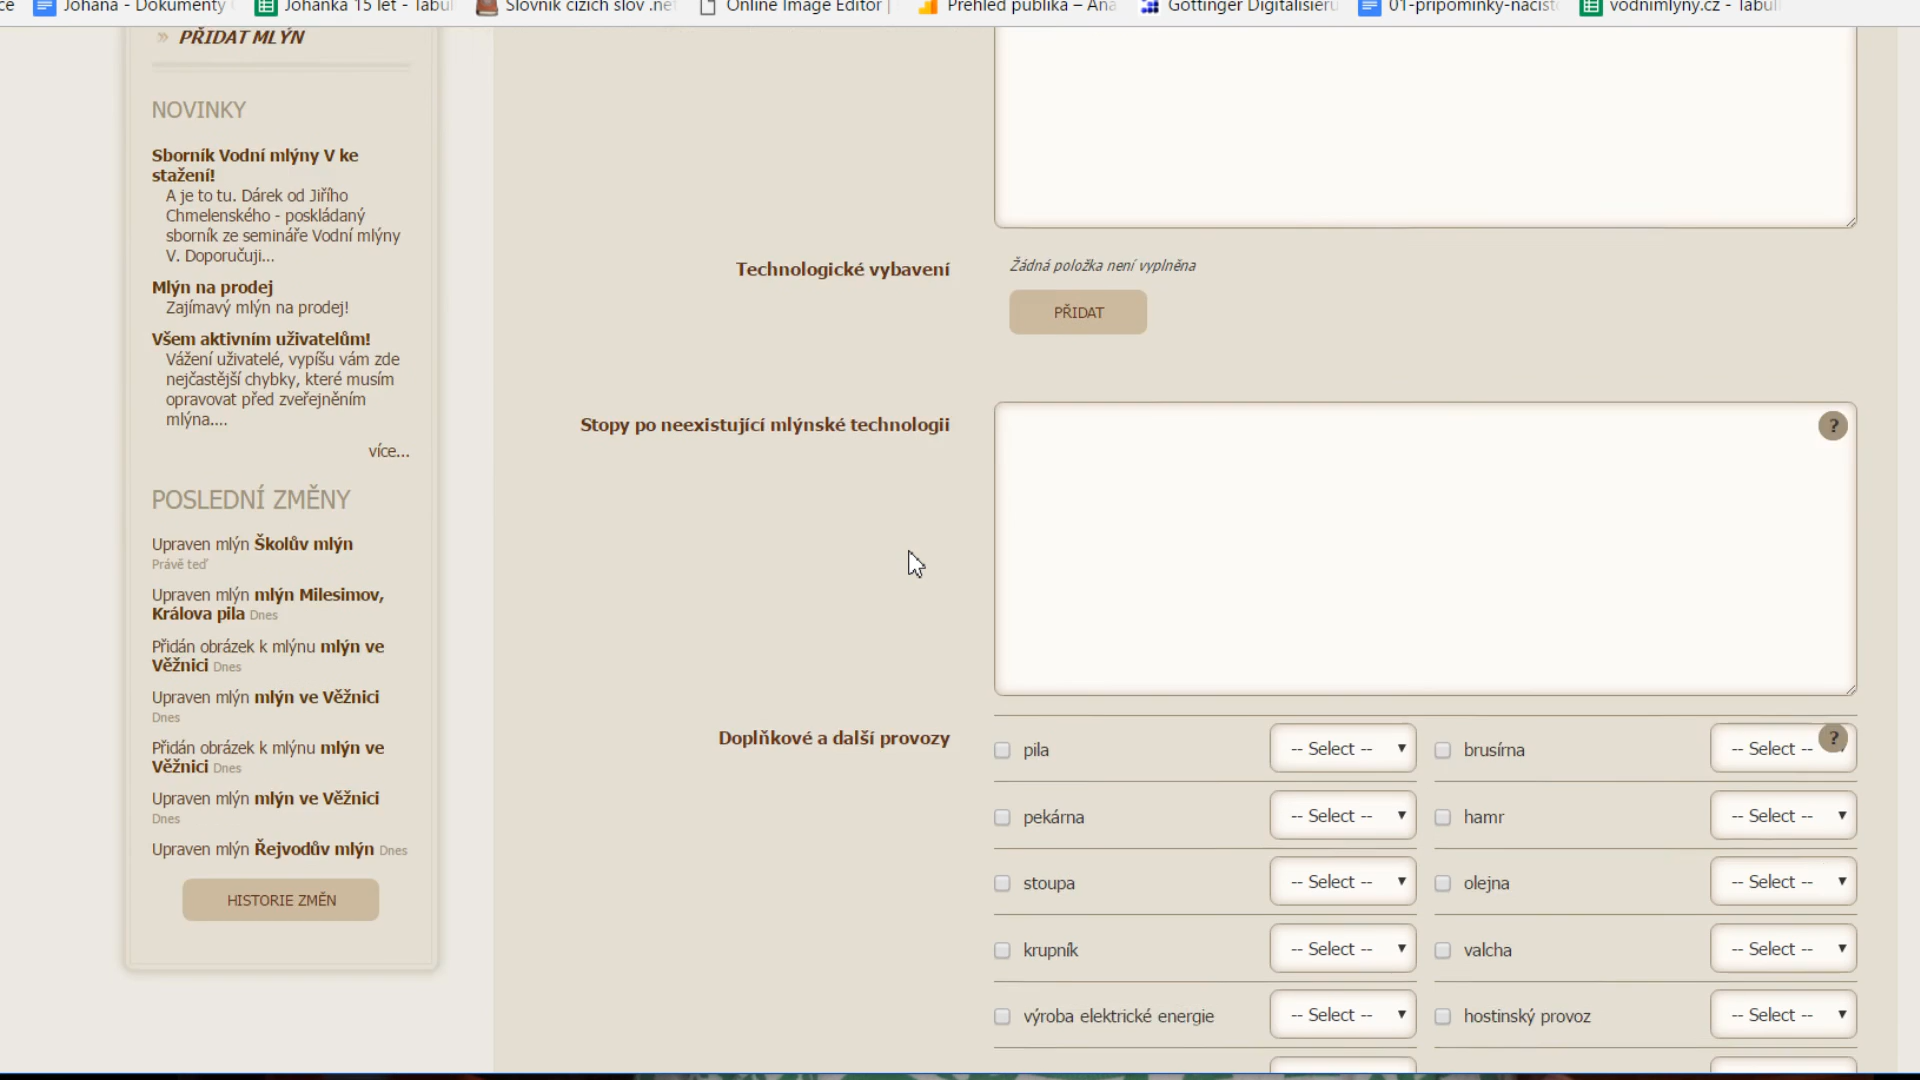 ce Johana - Dokumenty Johanka 15 let - Tabul Slovník cizích slov .net Online Image Editor | Přehled publika – Ana Göttinger Digitalisieru 01-pripominky-naciste vodnimlyny.cz - Tabul
» PŘIDAT MLÝN
NOVINKY
Sborník Vodní mlýny V ke
stažení!
A je to tu. Dárek od Jiřího
Chmelenského - poskládaný
sborník ze semináře Vodní mlýny
V. Doporučuji...
Mlýn na prodej
Zajímavý mlýn na prodej!
Všem aktivním uživatelům!
Vážení uživatelé, vypíšu vám zde
nejčastější chybky, které musím
opravovat před zveřejněním
mlýna....
více...
POSLEDNÍ ZMĚNY
Upraven mlýn Školův mlýn
Právě teď
Upraven mlýn mlýn Milesimov,
Králova pila Dnes
Přidán obrázek k mlýnu mlýn ve
Věžnici Dnes
Upraven mlýn mlýn ve Věžnici
Dnes
Přidán obrázek k mlýnu mlýn ve
Věžnici Dnes
Upraven mlýn mlýn ve Věžnici
Dnes
Upraven mlýn Řejvodův mlýn Dnes
HISTORIE ZMĚN
Technologické vybavení Žádná položka není vyplněna
PŘIDAT
Stopy po neexistující mlýnské technologii ?
Doplňkové a další provozy ?
pila -- Select -- brusírna -- Select --
pekárna -- Select -- hamr -- Select --
stoupa -- Select -- olejna -- Select --
krupník -- Select -- valcha -- Select --
výroba elektrické energie -- Select -- hostinský provoz -- Select --